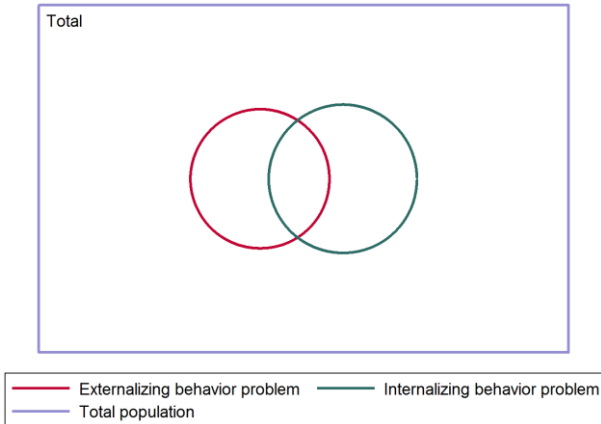 Total
Externalizing behavior problem Internalizing behavior problem
Total population